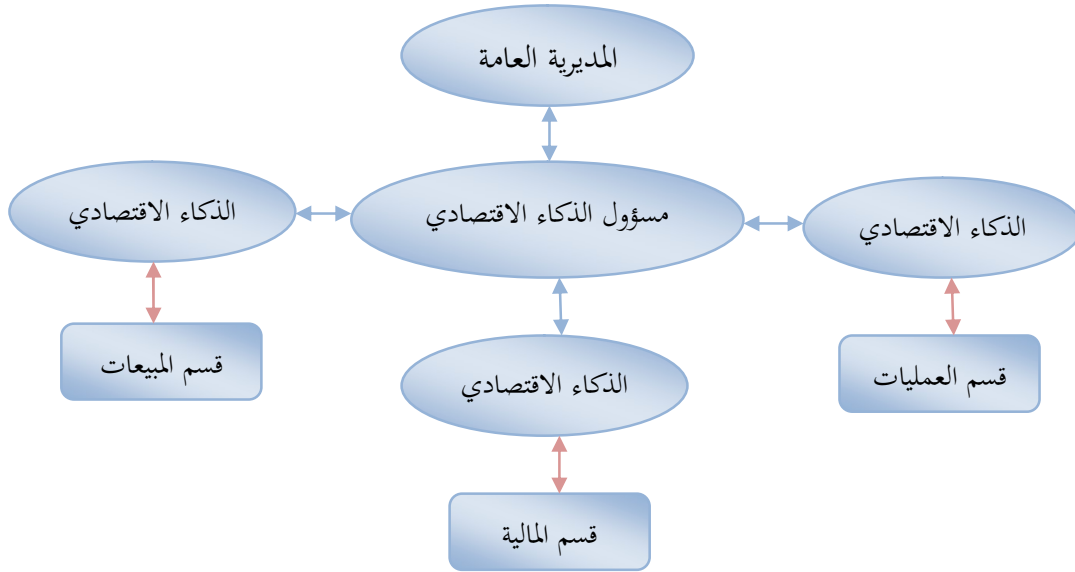 المديرية العامة
الذكاء الاقتصادي
مسؤول الذكاء الاقتصادي
الذكاء الاقتصادي
قسم العمليات
الذكاء الاقتصادي
قسم المبيعات
قسم المالية